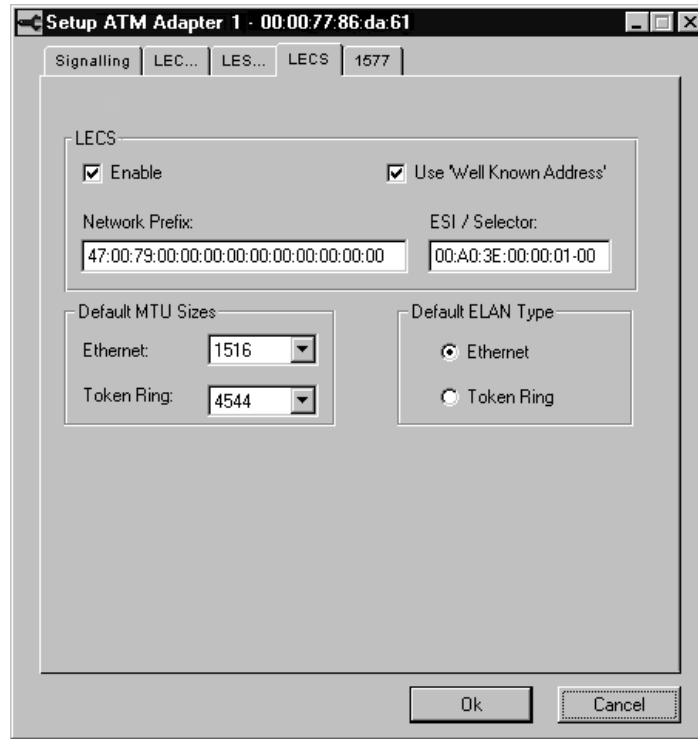 Setup ATM Adapter 1 - 00:00:77:86:da:61
Signalling LEC... LES... LECS 1577
LECS
Enable Use 'Well Known Address'
Network Prefix: ESI / Selector:
47:00:79:00:00:00:00:00:00:00:00:00:00 00:A0:3E:00:00:01-00
Default MTU Sizes Default ELAN Type
Ethernet: 1516 Ethernet
Token Ring: 4544 Token Ring
Ok Cancel